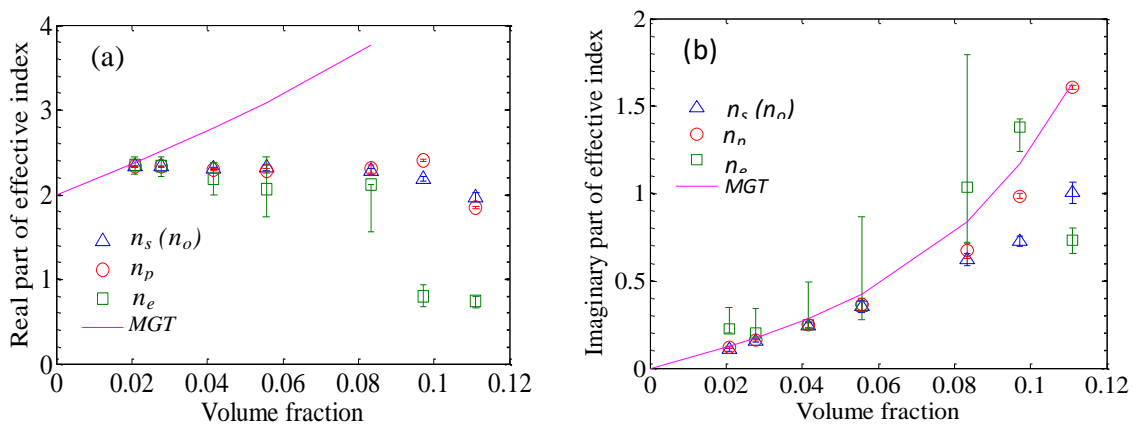 (a)
Real part of effective index
4
3
2
1
0
n_s (n_o)
n_p
n_e
MGT
0 0.02 0.04 0.06 0.08 0.1 0.12
Volume fraction
(b)
Imaginary part of effective index
2
1.5
1
0.5
0
n_s (n_o)
n_p
n_e
MGT
0 0.02 0.04 0.06 0.08 0.1 0.12
Volume fraction